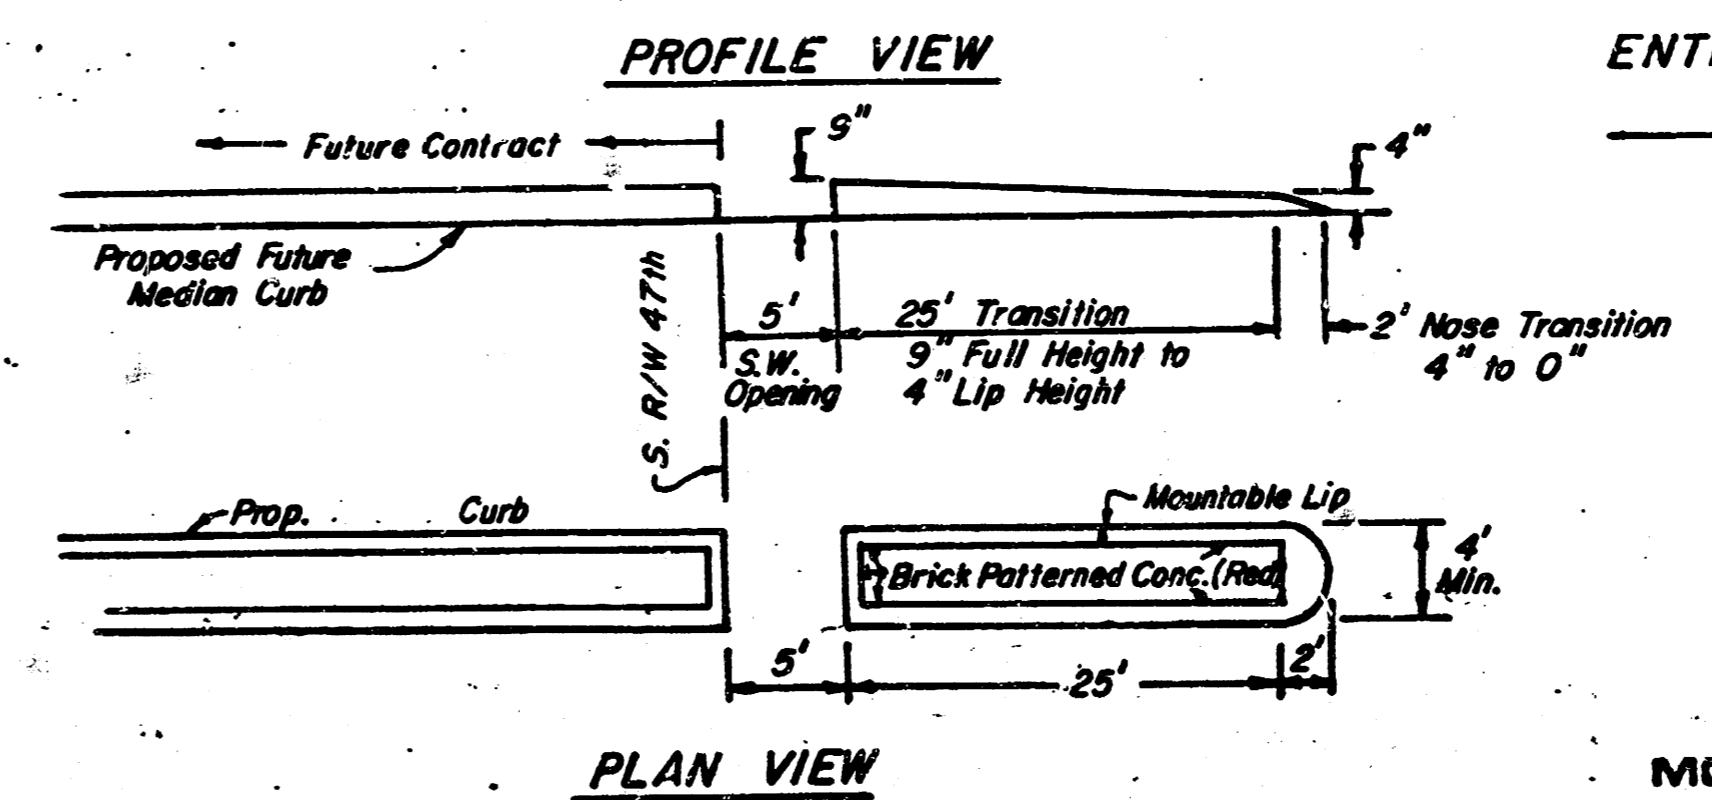 PROFILE VIEW
ENT
Future Contract
9"
4"
Proposed Future
Median Curb
S. R/W 47th
5'
S.W.
Opening
25' Transition
9" Full Height to
4" Lip Height
2' Nose Transition
4" to 0"
Prop. Curb
Mountable Lip
Brick Patterned Conc. (Red)
4'
Min.
5'
25'
2'
PLAN VIEW